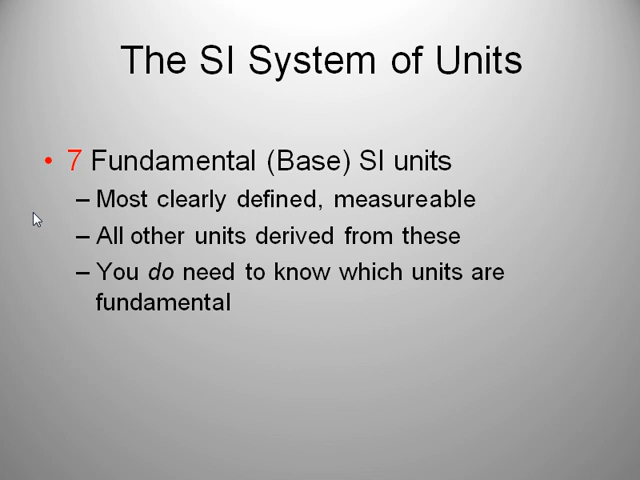 The SI System of Units
• 7 Fundamental (Base) SI units
– Most clearly defined, measureable
– All other units derived from these
– You do need to know which units are
fundamental